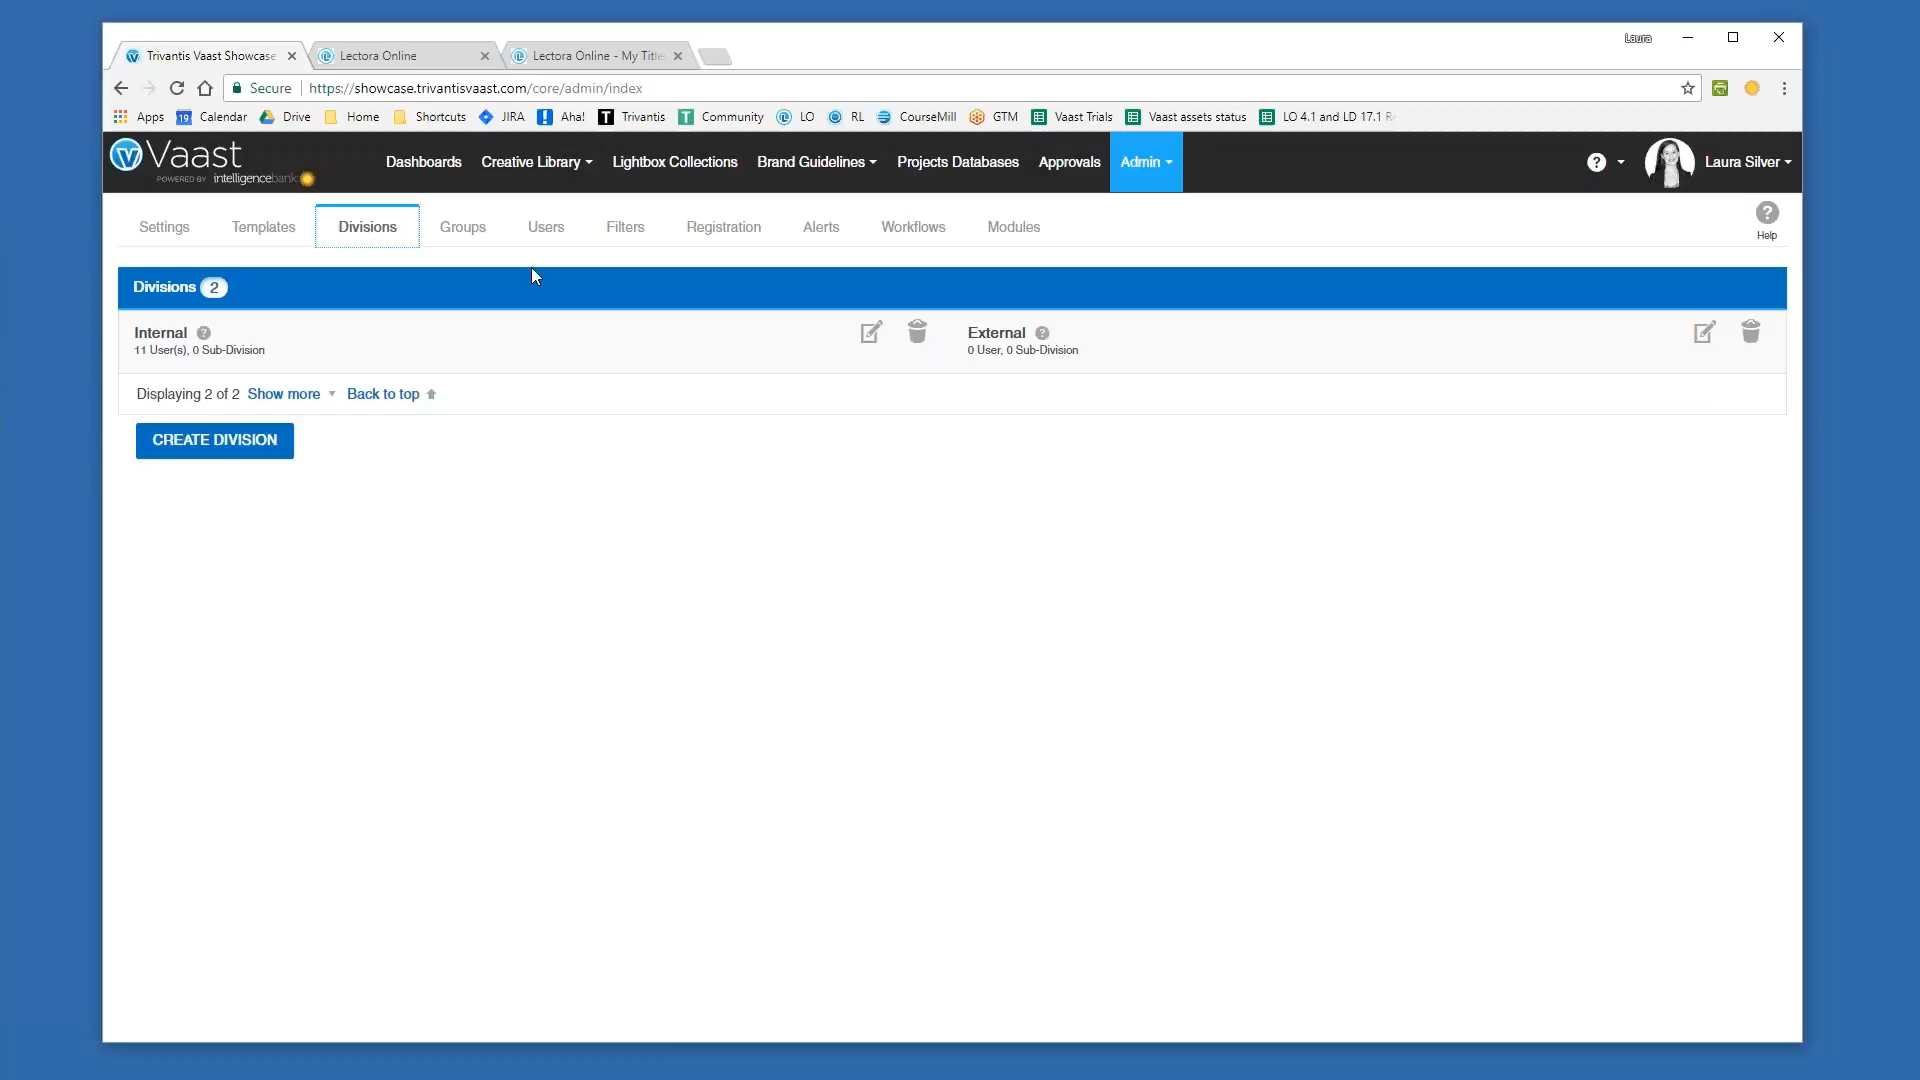 Laura
Trivantis Vaast Showcase
Lectora Online
Lectora Online - My Title
Secure https://showcase.trivantisvaast.com/core/admin/index
Apps 19 Calendar Drive Home Shortcuts JIRA Aha! T Trivantis T Community LO RL CourseMill GTM Vaast Trials Vaast assets status LO 4.1 and LD 17.1 R
Vaast
POWERED BY intelligencebank
Dashboards Creative Library Lightbox Collections Brand Guidelines Projects Databases Approvals Admin ? Laura Silver
Settings Templates Divisions Groups Users Filters Registration Alerts Workflows Modules
?
Help
Divisions 2
Internal ?
11 User(s), 0 Sub-Division
External ?
0 User, 0 Sub-Division
Displaying 2 of 2 Show more Back to top
CREATE DIVISION